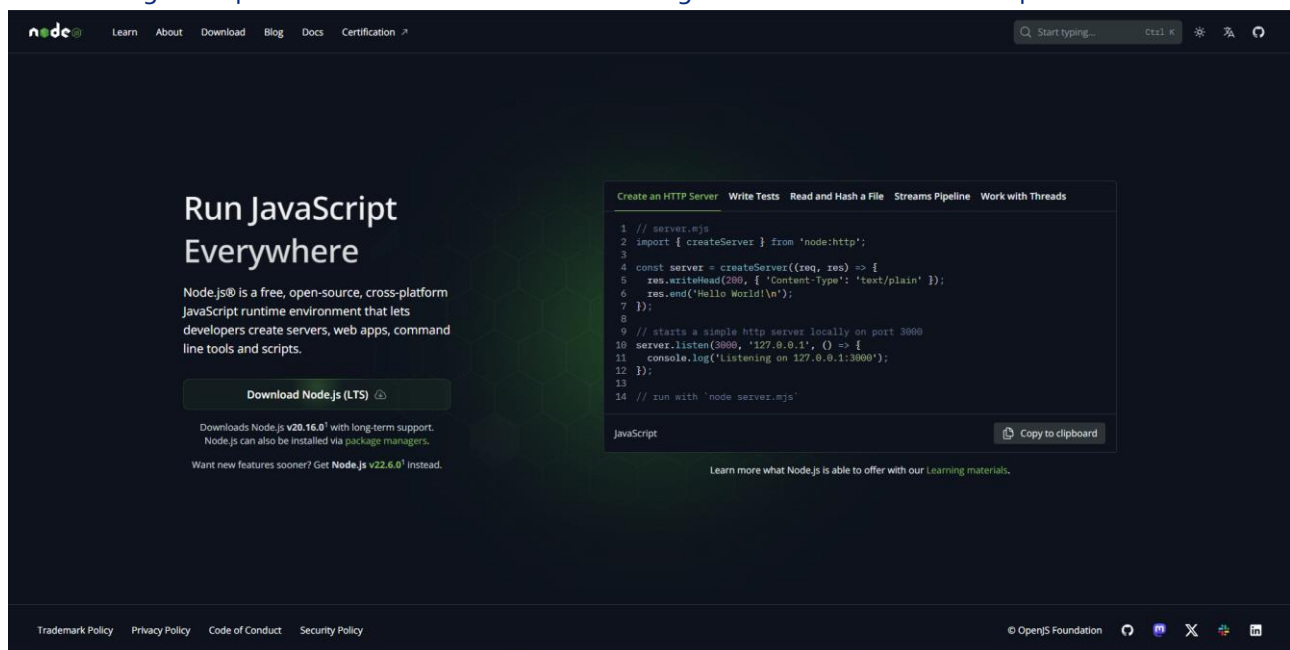 node
Learn About Download Blog Docs Certification ↗
Start typing... Ctrl K
Run JavaScript
Everywhere
Node.js® is a free, open-source, cross-platform
JavaScript runtime environment that lets
developers create servers, web apps, command
line tools and scripts.
Download Node.js (LTS)
Downloads Node.js v20.16.0¹ with long-term support.
Node.js can also be installed via package managers.
Want new features sooner? Get Node.js v22.6.0¹ instead.
Create an HTTP Server Write Tests Read and Hash a File Streams Pipeline Work with Threads
1 // server.mjs
2 import { createServer } from 'node:http';
3
4 const server = createServer((req, res) => {
5   res.writeHead(200, { 'Content-Type': 'text/plain' });
6   res.end('Hello World!\n');
7 });
8
9 // starts a simple http server locally on port 3000
10 server.listen(3000, '127.0.0.1', () => {
11   console.log('Listening on 127.0.0.1:3000');
12 });
13
14 // run with `node server.mjs`
JavaScript
Copy to clipboard
Learn more what Node.js is able to offer with our Learning materials.
Trademark Policy Privacy Policy Code of Conduct Security Policy
© OpenJS Foundation